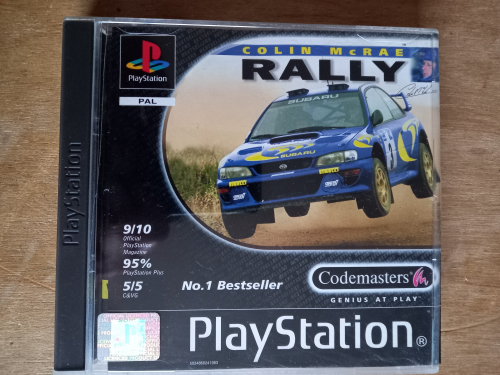 COLIN McRAE
RALLY
PlayStation
PAL
SUBARU
SUBARU
PlayStation
9/10
Official
PlayStation
Magazine
95%
PlayStation Plus
5/5
C&VG
No.1 Bestseller
Codemasters
GENIUS AT PLAY
PlayStation®